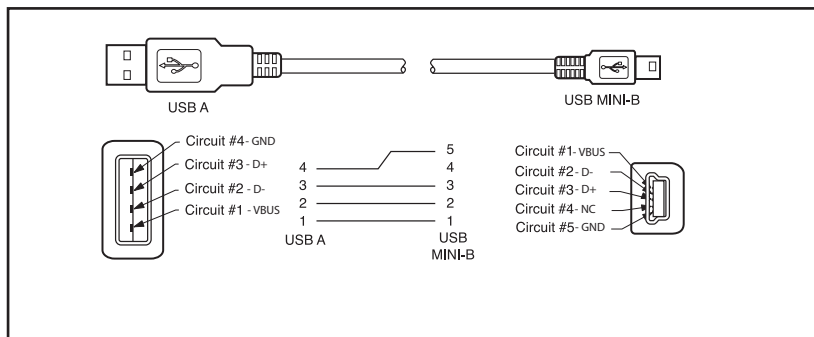 USB A
USB MINI-B
Circuit #4- GND
Circuit #3 - D+
Circuit #2 - D-
Circuit #1 - VBUS
4
3
2
1
USB A
5
4
3
2
1
USB
MINI-B
Circuit #1- VBUS
Circuit #2- D-
Circuit #3- D+
Circuit #4- NC
Circuit #5- GND